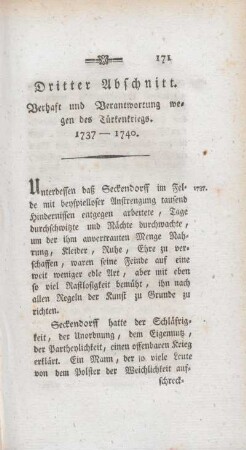 171
Dritter Abschnitt.
Verhaft und Verantwortung we-
gen des Türkenkriegs.
1737 — 1740.
Unterdessen daß Seckendorff im Fel- 1737.
de mit beyspielloser Anstrengung tausend
Hindernissen entgegen arbeitete, Tage
durchschwitzte und Nächte durchwachte,
um der ihm anvertrauten Menge Nah-
rung, Kleider, Ruhe, Ehre zu ver-
schaffen, waren seine Feinde auf eine
weit weniger edle Art, aber mit eben
so viel Rastlosigkeit bemüht, ihn nach
allen Regeln der Kunst zu Grunde zu
richten.
Seckendorff hatte der Schläfrig-
keit, der Unordnung, dem Eigennutz,
der Partheylichkeit, einen offenbaren Krieg
erklärt. Ein Mann, der so viele Leute
von dem Polster der Weichlichkeit auf-
schreck-